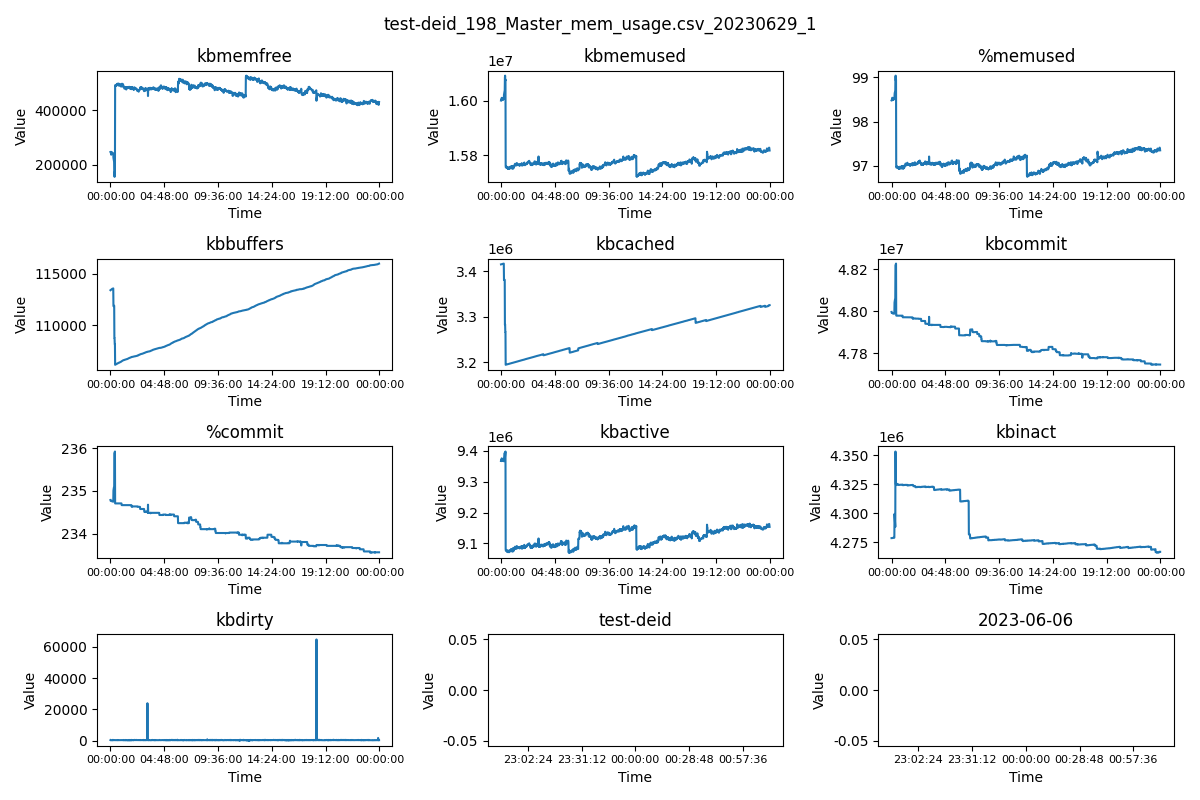 test-deid_198_Master_mem_usage.csv_20230629_1
kbmemfree
Value
400000
200000
00:00:00 04:48:00 09:36:00 14:24:00 19:12:00 00:00:00
Time
kbmemused
1e7
Value
1.60
1.58
00:00:00 04:48:00 09:36:00 14:24:00 19:12:00 00:00:00
Time
%memused
Value
99
98
97
00:00:00 04:48:00 09:36:00 14:24:00 19:12:00 00:00:00
Time
kbbuffers
Value
115000
110000
00:00:00 04:48:00 09:36:00 14:24:00 19:12:00 00:00:00
Time
kbcached
1e6
Value
3.4
3.3
3.2
00:00:00 04:48:00 09:36:00 14:24:00 19:12:00 00:00:00
Time
kbcommit
1e7
Value
4.82
4.80
4.78
00:00:00 04:48:00 09:36:00 14:24:00 19:12:00 00:00:00
Time
%commit
Value
236
235
234
00:00:00 04:48:00 09:36:00 14:24:00 19:12:00 00:00:00
Time
kbactive
1e6
Value
9.4
9.3
9.2
9.1
00:00:00 04:48:00 09:36:00 14:24:00 19:12:00 00:00:00
Time
kbinact
1e6
Value
4.350
4.325
4.300
4.275
00:00:00 04:48:00 09:36:00 14:24:00 19:12:00 00:00:00
Time
kbdirty
Value
60000
40000
20000
0
00:00:00 04:48:00 09:36:00 14:24:00 19:12:00 00:00:00
Time
test-deid
Value
0.05
0.00
-0.05
23:02:24 23:31:12 00:00:00 00:28:48 00:57:36
Time
2023-06-06
Value
0.05
0.00
-0.05
23:02:24 23:31:12 00:00:00 00:28:48 00:57:36
Time